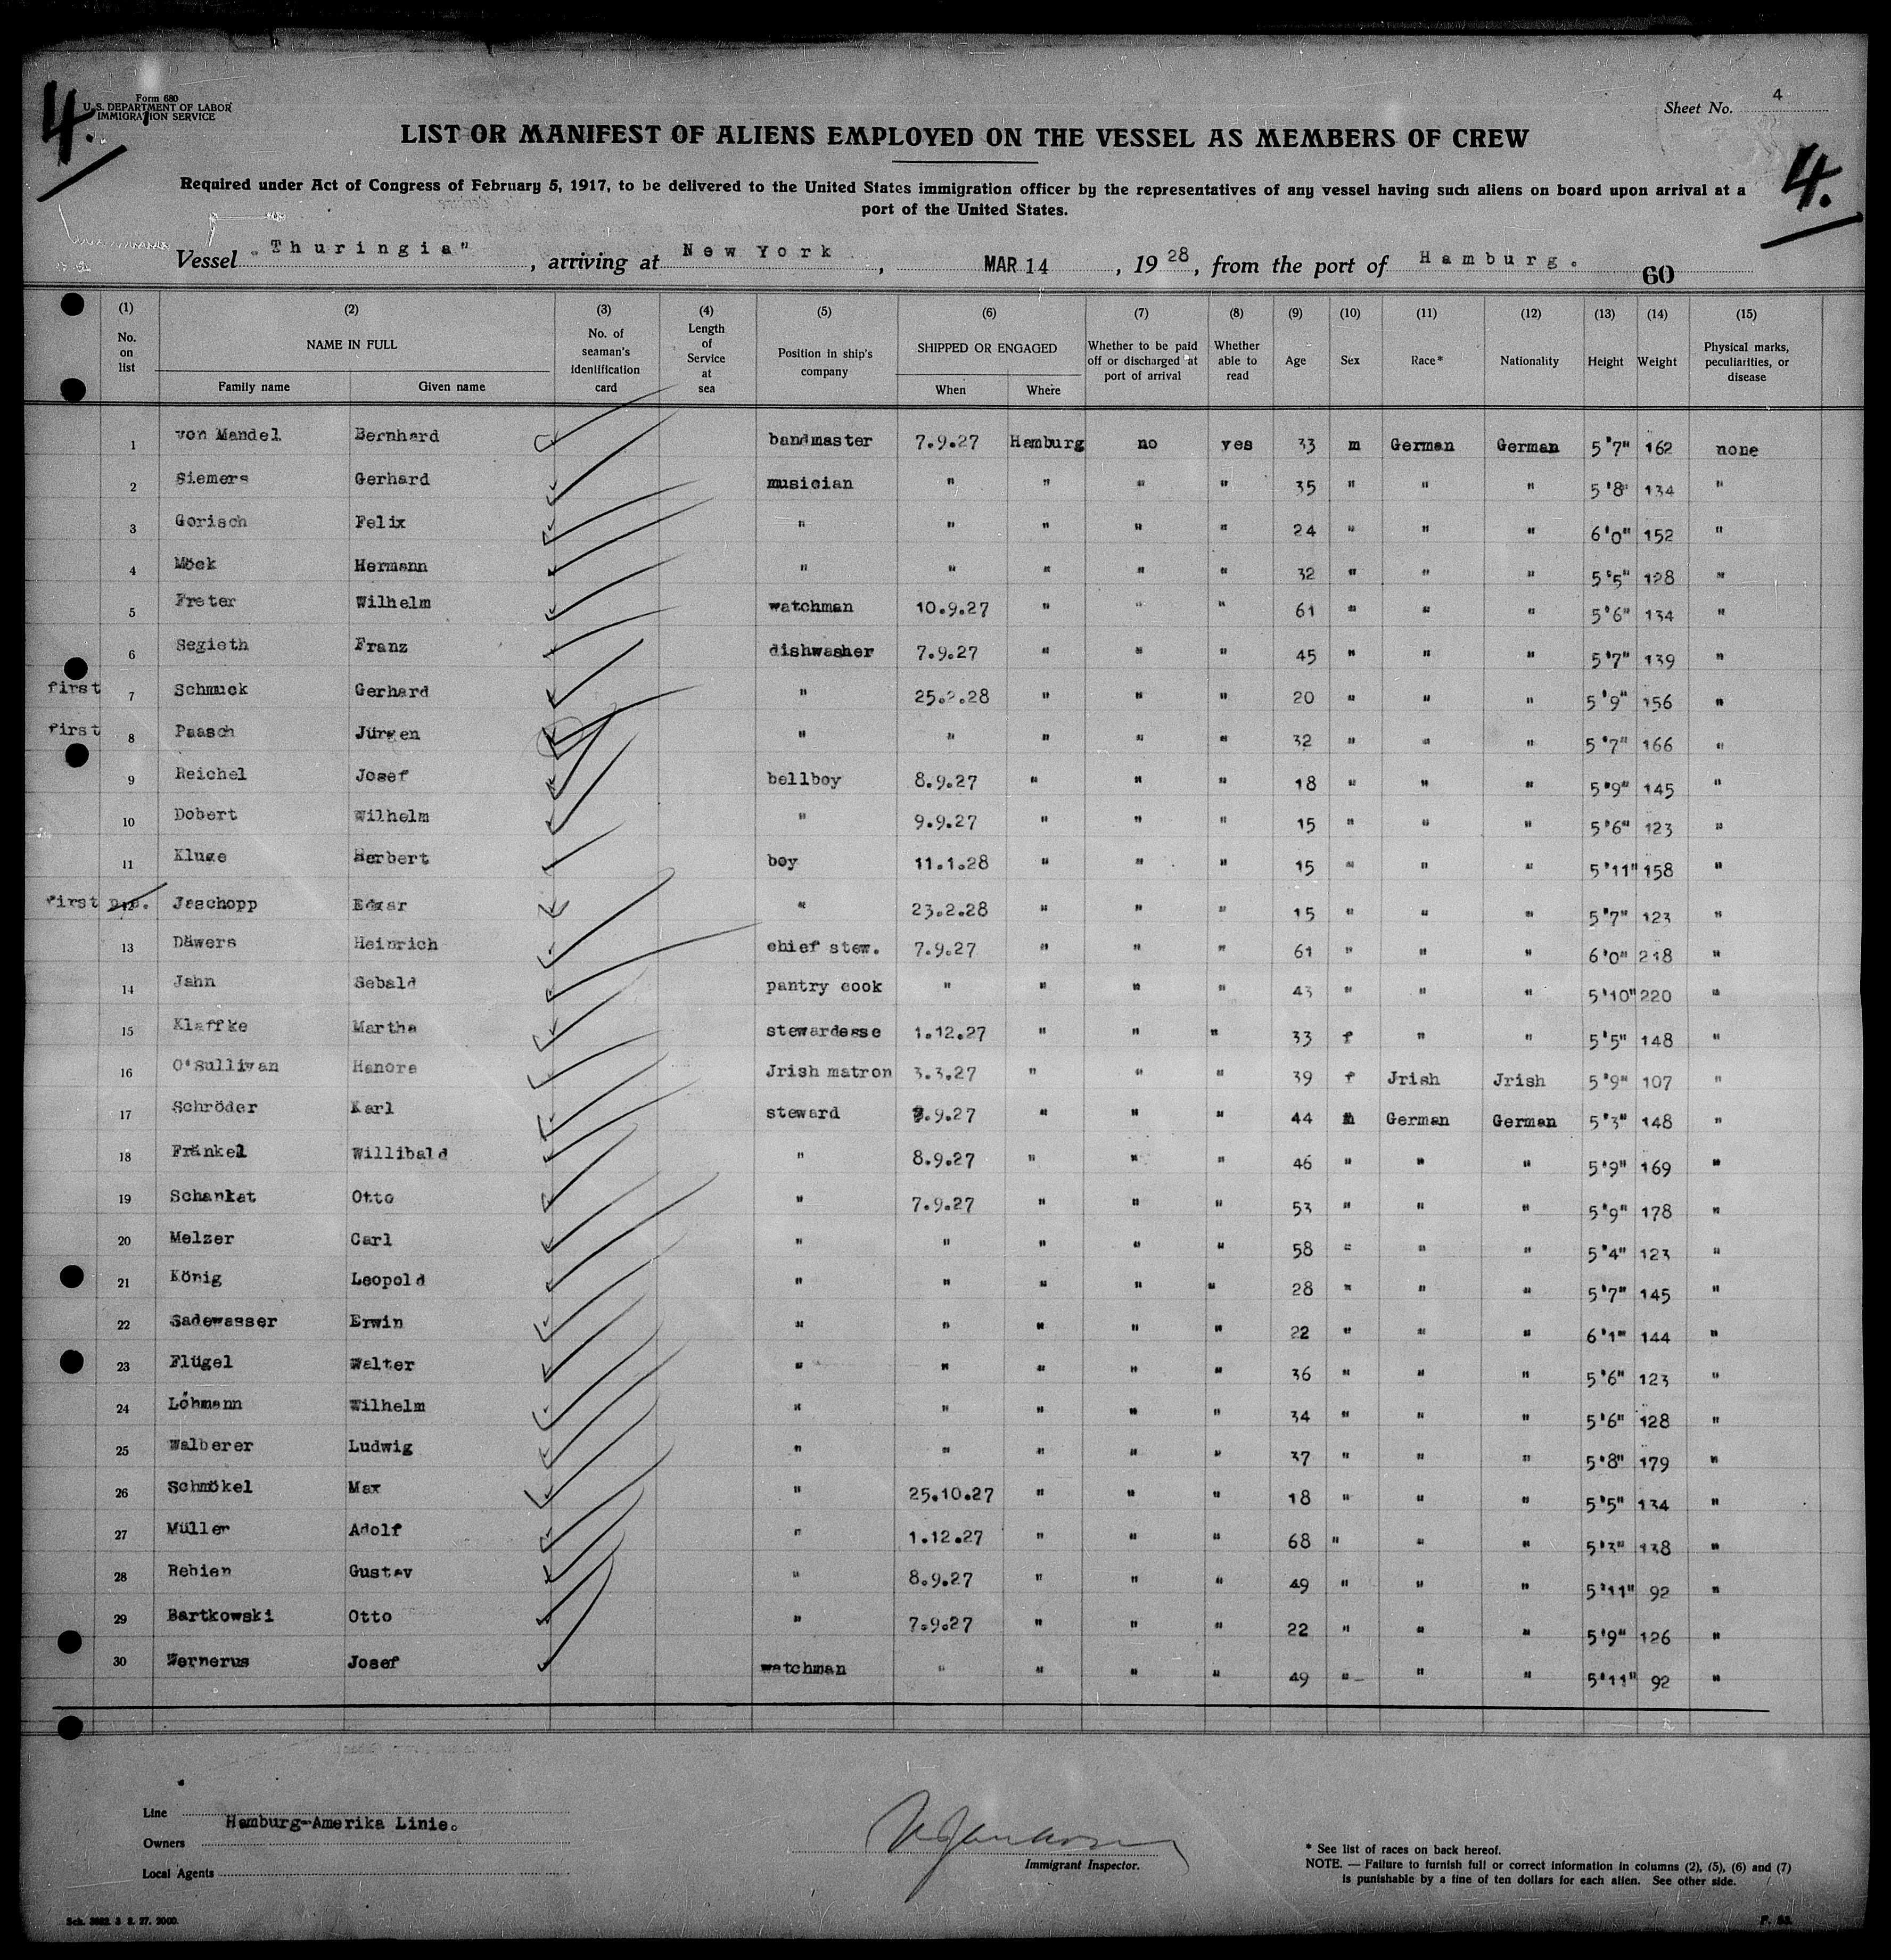 4.
Form 680
U. S. DEPARTMENT OF LABOR
IMMIGRATION SERVICE
Sheet No. 4
LIST OR MANIFEST OF ALIENS EMPLOYED ON THE VESSEL AS MEMBERS OF CREW
4.
Required under Act of Congress of February 5, 1917, to be delivered to the United States immigration officer by the representatives of any vessel having such aliens on board upon arrival at a
port of the United States.
Vessel "Thuringia", arriving at New York, MAR 14, 1928, from the port of Hamburg. 60
(1) (2) (3) (4) (5) (6) (7) (8) (9) (10) (11) (12) (13) (14) (15)
No. on list NAME IN FULL Family name Given name No. of seaman's identification card Length of Service at sea Position in ship's company SHIPPED OR ENGAGED When Where Whether to be paid off or discharged at port of arrival Whether able to read Age Sex Race* Nationality Height Weight Physical marks, peculiarities, or disease
1 von Mandel Bernhard bandmaster 7.9.27 Hamburg no yes 33 m German German 5'7" 162 none
2 Siemers Gerhard musician " " " " 35 " " " 5'8" 134 "
3 Gorisch Felix " " " " " 24 " " " 6'0" 152 "
4 Möck Hermann " " " " " 32 " " " 5'5" 128 "
5 Freter Wilhelm watchman 10.9.27 " " " 61 " " " 5'6" 134 "
6 Segieth Franz dishwasher 7.9.27 " " " 45 " " " 5'7" 139 "
first 7 Schmuck Gerhard " 25.2.28 " " " 20 " " " 5'9" 156 "
first 8 Paasch Jürgen " " " " " 32 " " " 5'7" 166 "
9 Reichel Josef bellboy 8.9.27 " " " 18 " " " 5'9" 145 "
10 Dobert Wilhelm " 9.9.27 " " " 15 " " " 5'6" 123 "
11 Kluge Herbert boy 11.1.28 " " " 15 " " " 5'11" 158 "
first 12 Jeschopp Edgar " 23.2.28 " " " 15 " " " 5'7" 123 "
13 Däwers Heinrich chief stew. 7.9.27 " " " 61 " " " 6'0" 218 "
14 Jahn Sebald pantry cook " " " " 43 " " " 5'10" 220 "
15 Klaffke Martha stewardesse 1.12.27 " " " 33 f " " 5'5" 148 "
16 O'Sullivan Hanora Jrish matron 3.3.27 " " " 39 f Jrish Jrish 5'9" 107 "
17 Schröder Karl steward 7.9.27 " " " 44 m German German 5'3" 148 "
18 Fränkel Willibald " 8.9.27 " " " 46 " " " 5'9" 169 "
19 Schankat Otto " 7.9.27 " " " 53 " " " 5'9" 178 "
20 Melzer Carl " " " " " 58 " " " 5'4" 123 "
21 König Leopold " " " " " 28 " " " 5'7" 145 "
22 Sadewasser Erwin " " " " " 22 " " " 6'1" 144 "
23 Flügel Walter " " " " " 36 " " " 5'6" 123 "
24 Löhmann Wilhelm " " " " " 34 " " " 5'6" 128 "
25 Walberer Ludwig " " " " " 37 " " " 5'8" 179 "
26 Schmökel Max " 25.10.27 " " " 18 " " " 5'5" 134 "
27 Müller Adolf " 1.12.27 " " " 68 " " " 5'3" 138 "
28 Rebien Gustav " 8.9.27 " " " 49 " " " 5'11" 92 "
29 Bartkowski Otto " 7.9.27 " " " 22 " " " 5'9" 126 "
30 Wernerus Josef watchman " " " " 49 " " " 5'11" 92 "
Line
Hamburg-Amerika Linie.
Owners
Local Agents
Immigrant Inspector.
* See list of races on back hereof.
NOTE. — Failure to furnish full or correct information in columns (2), (5), (6) and (7)
is punishable by a fine of ten dollars for each alien. See other side.